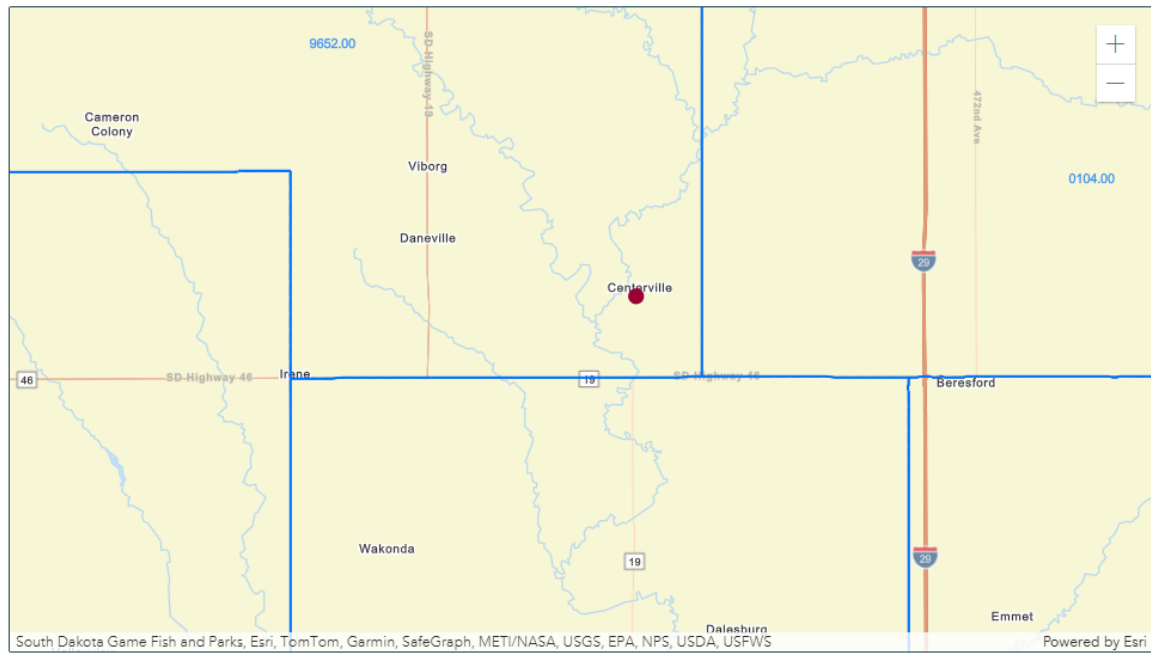 9652.00
SD Highway 19
472nd Ave
Cameron
Colony
Viborg
0104.00
Daneville
29
Centerville
46
SD Highway 46
Irene
19
SD Highway 46
Beresford
Wakonda
19
29
Emmet
Dalesburg
South Dakota Game Fish and Parks, Esri, TomTom, Garmin, SafeGraph, METI/NASA, USGS, EPA, NPS, USDA, USFWS
Powered by Esri